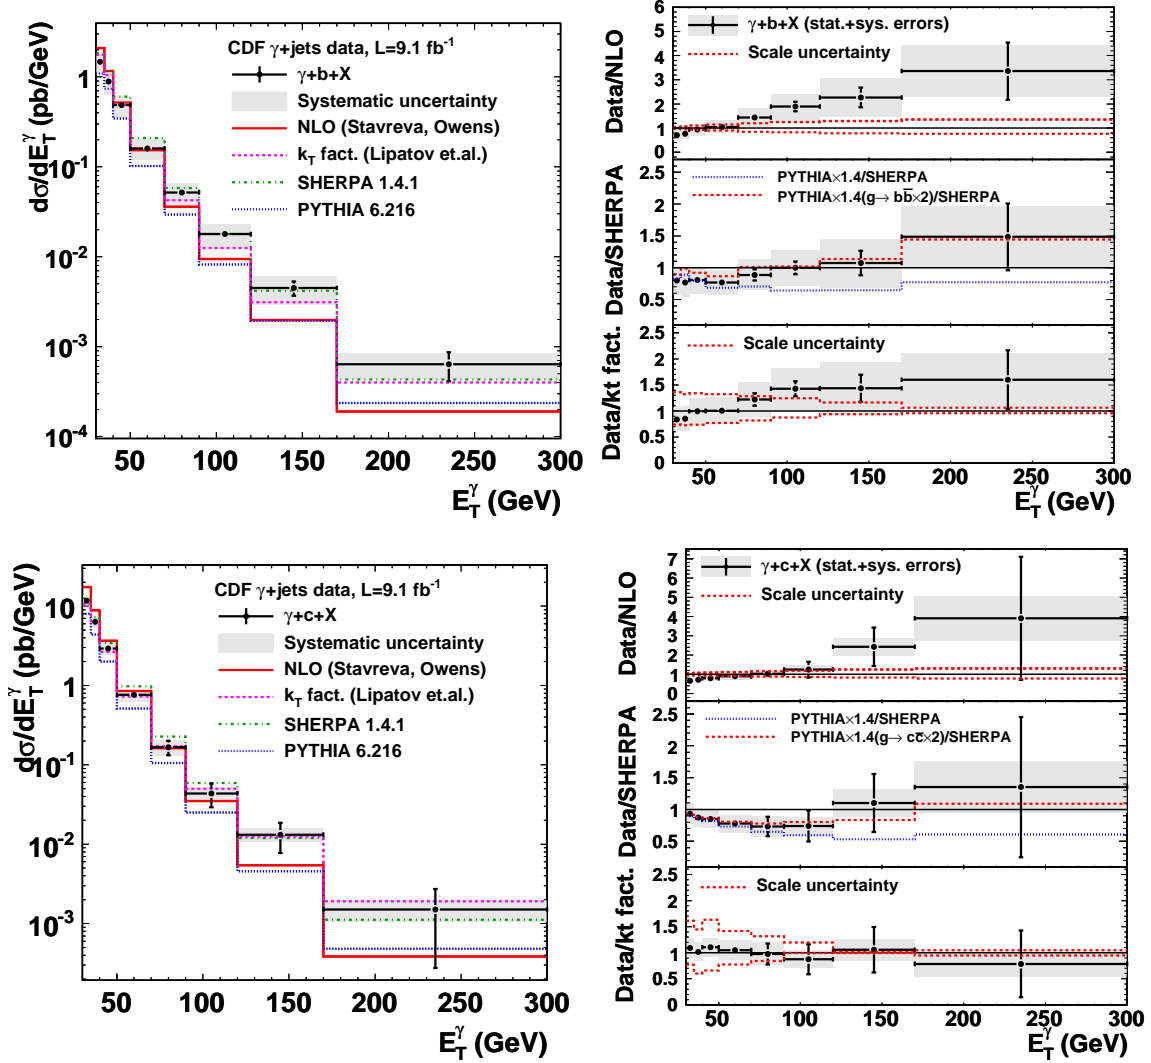 CDF γ+jets data, L=9.1 fb⁻¹
γ+b+X
Systematic uncertainty
NLO (Stavreva, Owens)
k_T fact. (Lipatov et.al.)
SHERPA 1.4.1
PYTHIA 6.216
dσ/dE_T^γ (pb/GeV)
1
10⁻¹
10⁻²
10⁻³
10⁻⁴
50 100 150 200 250 300
E_T^γ (GeV)
γ+b+X (stat.+sys. errors)
Scale uncertainty
Data/NLO
6
5
4
3
2
1
0
PYTHIA×1.4/SHERPA
PYTHIA×1.4(g→ bb̅×2)/SHERPA
Data/SHERPA
2.5
2
1.5
1
0.5
Scale uncertainty
Data/kt fact.
2.5
2
1.5
1
0.5
0
50 100 150 200 250 300
E_T^γ (GeV)
CDF γ+jets data, L=9.1 fb⁻¹
γ+c+X
Systematic uncertainty
NLO (Stavreva, Owens)
k_T fact. (Lipatov et.al.)
SHERPA 1.4.1
PYTHIA 6.216
dσ/dE_T^γ (pb/GeV)
10
1
10⁻¹
10⁻²
10⁻³
50 100 150 200 250 300
E_T^γ (GeV)
γ+c+X (stat.+sys. errors)
Scale uncertainty
Data/NLO
7
6
5
4
3
2
1
0
PYTHIA×1.4/SHERPA
PYTHIA×1.4(g→ cc̅×2)/SHERPA
Data/SHERPA
2.5
2
1.5
1
0.5
Scale uncertainty
Data/kt fact.
2.5
2
1.5
1
0.5
0
50 100 150 200 250 300
E_T^γ (GeV)